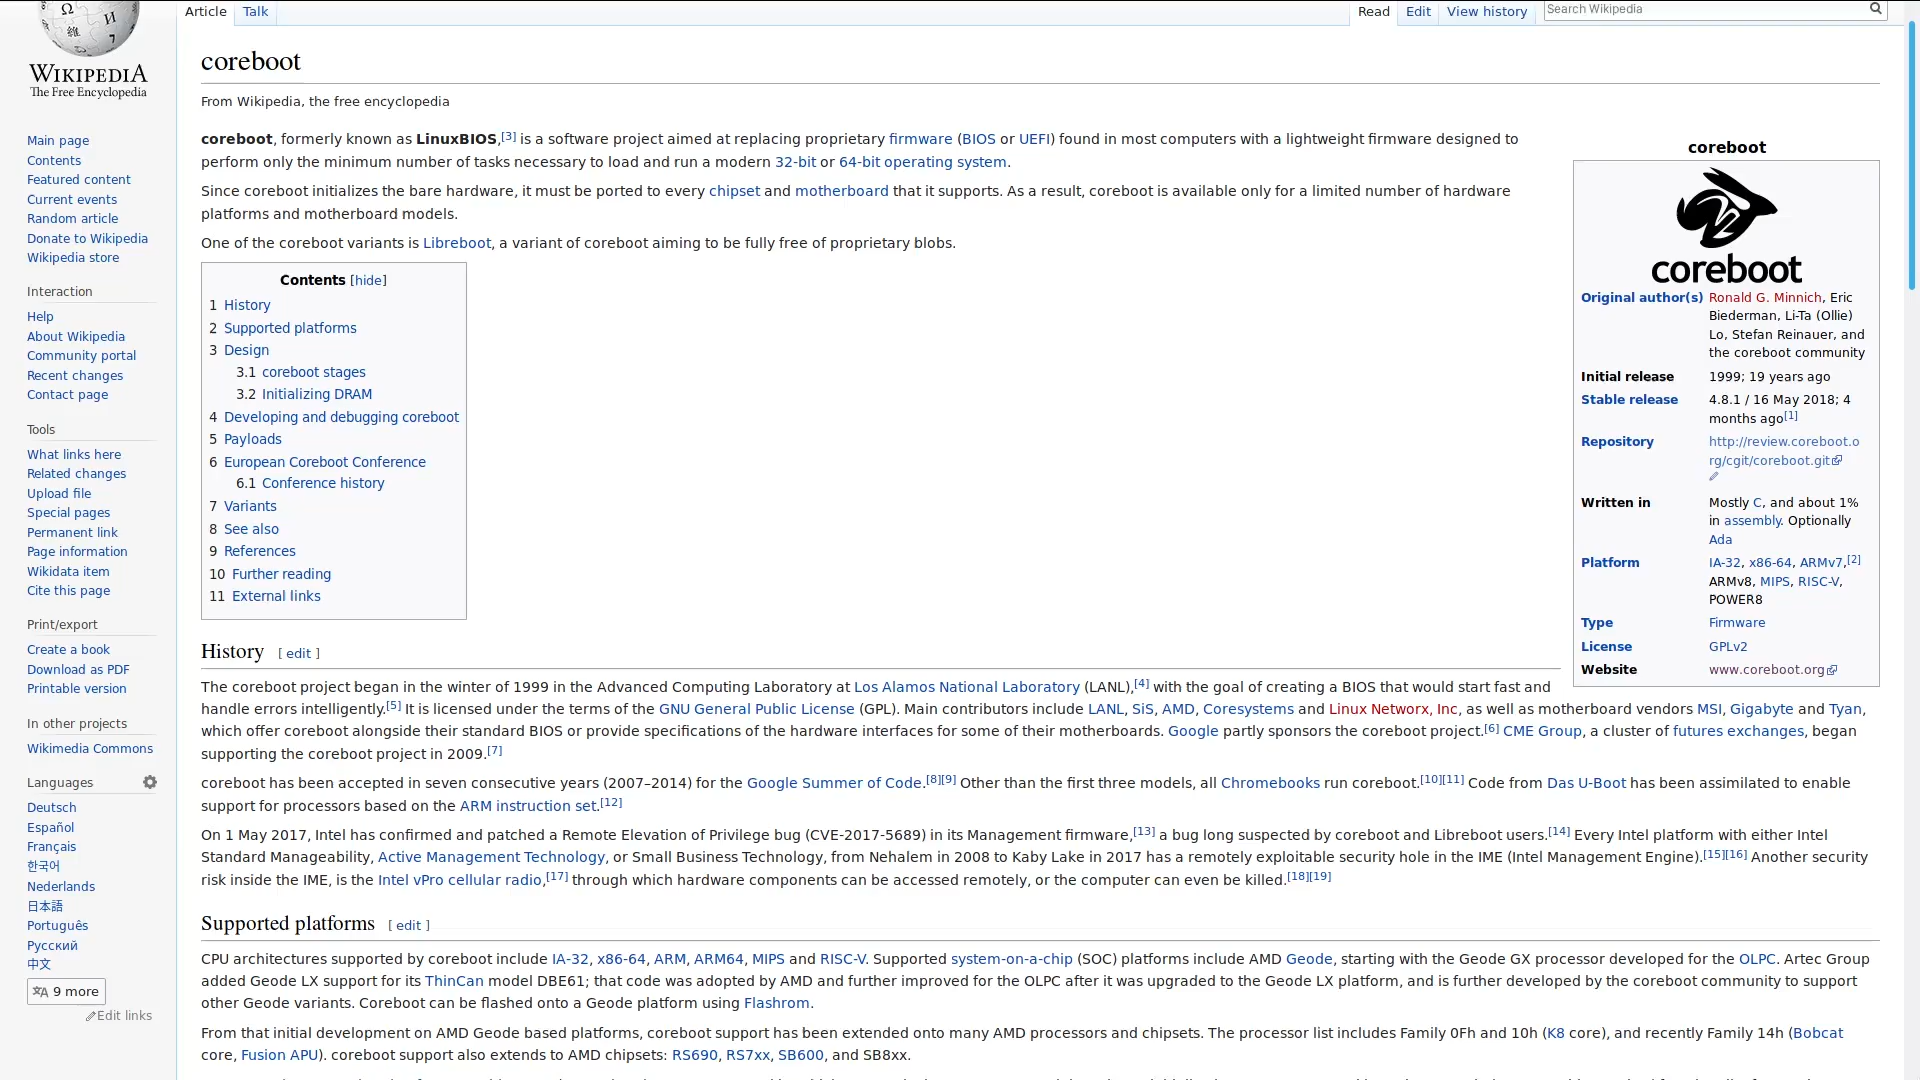 Article
Talk
Read
Edit
View history
Search Wikipedia
Ω
И
維
7
WIKIPEDIA
The Free Encyclopedia
Main page
Contents
Featured content
Current events
Random article
Donate to Wikipedia
Wikipedia store
Interaction
Help
About Wikipedia
Community portal
Recent changes
Contact page
Tools
What links here
Related changes
Upload file
Special pages
Permanent link
Page information
Wikidata item
Cite this page
Print/export
Create a book
Download as PDF
Printable version
In other projects
Wikimedia Commons
Languages
Deutsch
Español
Français
한국어
Nederlands
日本語
Português
Русский
中文
9 more
Edit links
coreboot
From Wikipedia, the free encyclopedia
coreboot, formerly known as LinuxBIOS,[3] is a software project aimed at replacing proprietary firmware (BIOS or UEFI) found in most computers with a lightweight firmware designed to
perform only the minimum number of tasks necessary to load and run a modern 32-bit or 64-bit operating system.
Since coreboot initializes the bare hardware, it must be ported to every chipset and motherboard that it supports. As a result, coreboot is available only for a limited number of hardware
platforms and motherboard models.
One of the coreboot variants is Libreboot, a variant of coreboot aiming to be fully free of proprietary blobs.
Contents [hide]
1 History
2 Supported platforms
3 Design
3.1 coreboot stages
3.2 Initializing DRAM
4 Developing and debugging coreboot
5 Payloads
6 European Coreboot Conference
6.1 Conference history
7 Variants
8 See also
9 References
10 Further reading
11 External links
coreboot
coreboot
Original author(s) Ronald G. Minnich, Eric
Biederman, Li-Ta (Ollie)
Lo, Stefan Reinauer, and
the coreboot community
Initial release 1999; 19 years ago
Stable release 4.8.1 / 16 May 2018; 4
months ago[1]
Repository http://review.coreboot.o
rg/cgit/coreboot.git
Written in Mostly C, and about 1%
in assembly. Optionally
Ada
Platform IA-32, x86-64, ARMv7,[2]
ARMv8, MIPS, RISC-V,
POWER8
Type Firmware
License GPLv2
Website www.coreboot.org
History [ edit ]
The coreboot project began in the winter of 1999 in the Advanced Computing Laboratory at Los Alamos National Laboratory (LANL),[4] with the goal of creating a BIOS that would start fast and
handle errors intelligently.[5] It is licensed under the terms of the GNU General Public License (GPL). Main contributors include LANL, SiS, AMD, Coresystems and Linux Networx, Inc, as well as motherboard vendors MSI, Gigabyte and Tyan,
which offer coreboot alongside their standard BIOS or provide specifications of the hardware interfaces for some of their motherboards. Google partly sponsors the coreboot project.[6] CME Group, a cluster of futures exchanges, began
supporting the coreboot project in 2009.[7]
coreboot has been accepted in seven consecutive years (2007–2014) for the Google Summer of Code.[8][9] Other than the first three models, all Chromebooks run coreboot.[10][11] Code from Das U-Boot has been assimilated to enable
support for processors based on the ARM instruction set.[12]
On 1 May 2017, Intel has confirmed and patched a Remote Elevation of Privilege bug (CVE-2017-5689) in its Management firmware,[13] a bug long suspected by coreboot and Libreboot users.[14] Every Intel platform with either Intel
Standard Manageability, Active Management Technology, or Small Business Technology, from Nehalem in 2008 to Kaby Lake in 2017 has a remotely exploitable security hole in the IME (Intel Management Engine).[15][16] Another security
risk inside the IME, is the Intel vPro cellular radio,[17] through which hardware components can be accessed remotely, or the computer can even be killed.[18][19]
Supported platforms [ edit ]
CPU architectures supported by coreboot include IA-32, x86-64, ARM, ARM64, MIPS and RISC-V. Supported system-on-a-chip (SOC) platforms include AMD Geode, starting with the Geode GX processor developed for the OLPC. Artec Group
added Geode LX support for its ThinCan model DBE61; that code was adopted by AMD and further improved for the OLPC after it was upgraded to the Geode LX platform, and is further developed by the coreboot community to support
other Geode variants. Coreboot can be flashed onto a Geode platform using Flashrom.
From that initial development on AMD Geode based platforms, coreboot support has been extended onto many AMD processors and chipsets. The processor list includes Family 0Fh and 10h (K8 core), and recently Family 14h (Bobcat
core, Fusion APU). coreboot support also extends to AMD chipsets: RS690, RS7xx, SB600, and SB8xx.